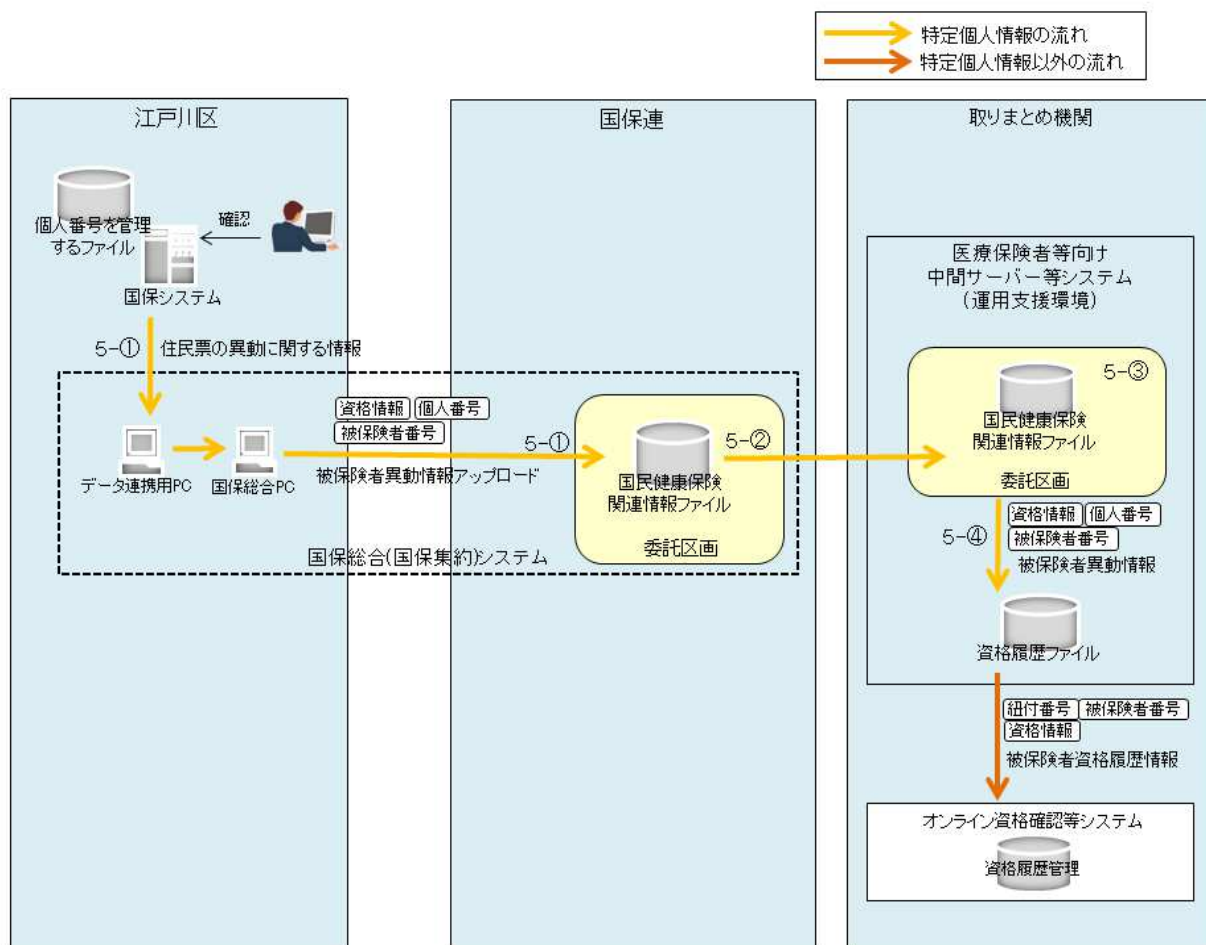 特定個人情報の流れ
特定個人情報以外の流れ
江戸川区
国保連
取りまとめ機関
個人番号を管理
するファイル
確認
国保システム
5-① 住民票の異動に関する情報
データ連携用PC
国保総合PC
資格情報 個人番号
被保険者番号
5-①
被保険者異動情報アップロード
国民健康保険
関連情報ファイル
委託区画
国保総合(国保集約)システム
5-②
医療保険者等向け
中間サーバー等システム
(運用支援環境)
5-③
国民健康保険
関連情報ファイル
委託区画
5-④
資格情報 個人番号
被保険者番号
被保険者異動情報
資格履歴ファイル
紐付番号 被保険者番号
資格情報
被保険者資格履歴情報
オンライン資格確認等システム
資格履歴管理